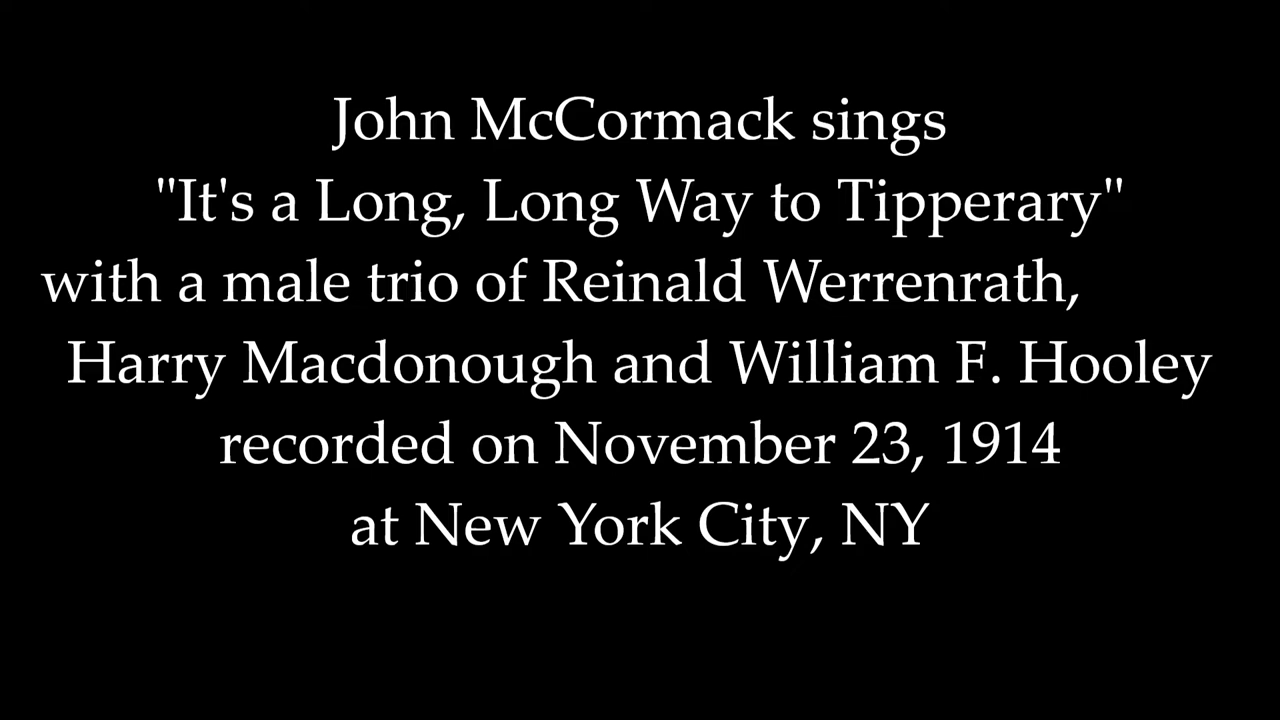 John McCormack sings
"It's a Long, Long Way to Tipperary"
with a male trio of Reinald Werrenrath,
Harry Macdonough and William F. Hooley
recorded on November 23, 1914
at New York City, NY